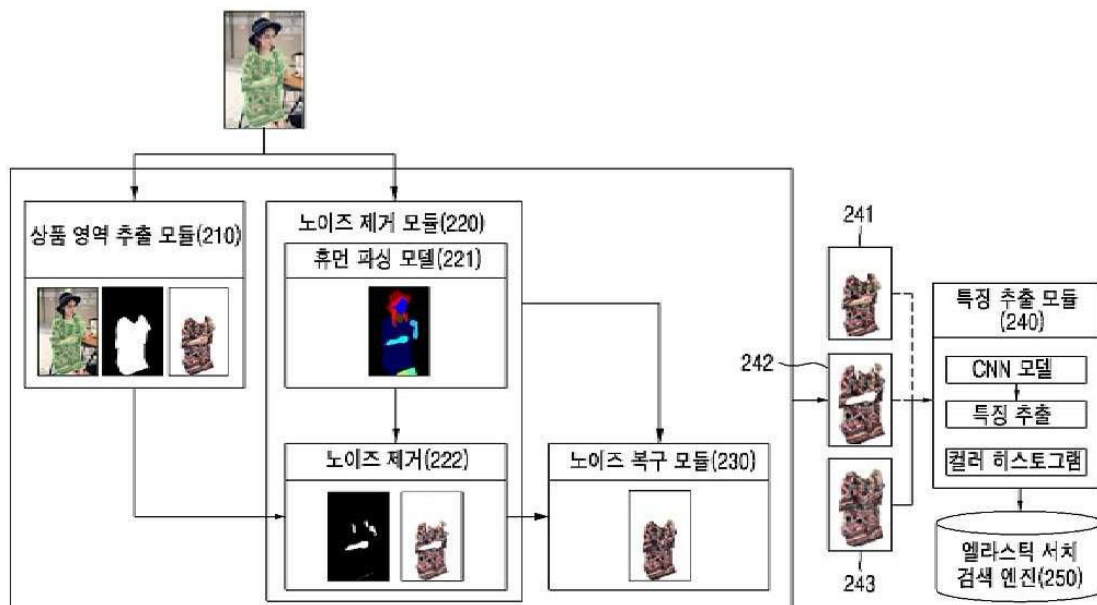 상품 영역 추출 모듈(210)
노이즈 제거 모듈(220)
휴먼 파싱 모델(221)
노이즈 제거(222)
노이즈 복구 모듈(230)
241
242
243
특징 추출 모듈
(240)
CNN 모델
특징 추출
컬러 히스토그램
엘라스틱 서치
검색 엔진(250)